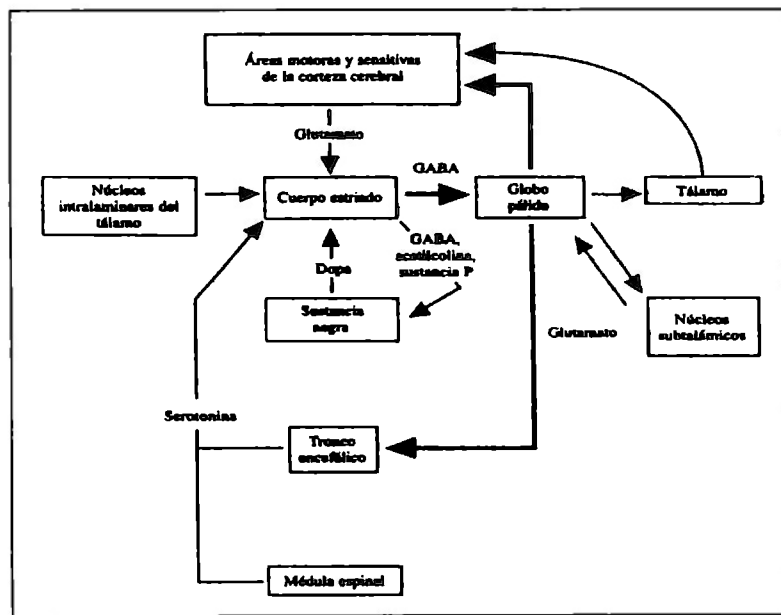 Áreas motoras y sensitivas
de la corteza cerebral
Glutamato
GABA
Núcleos
intralaminares del
tálamo
Cuerpo estriado
Globo
pálido
Tálamo
GABA,
acetilcolina,
sustancia P
Dopa
Sustancia
negra
Glutamato
Núcleos
subtalámicos
Serotonina
Tronco
encefálico
Médula espinel